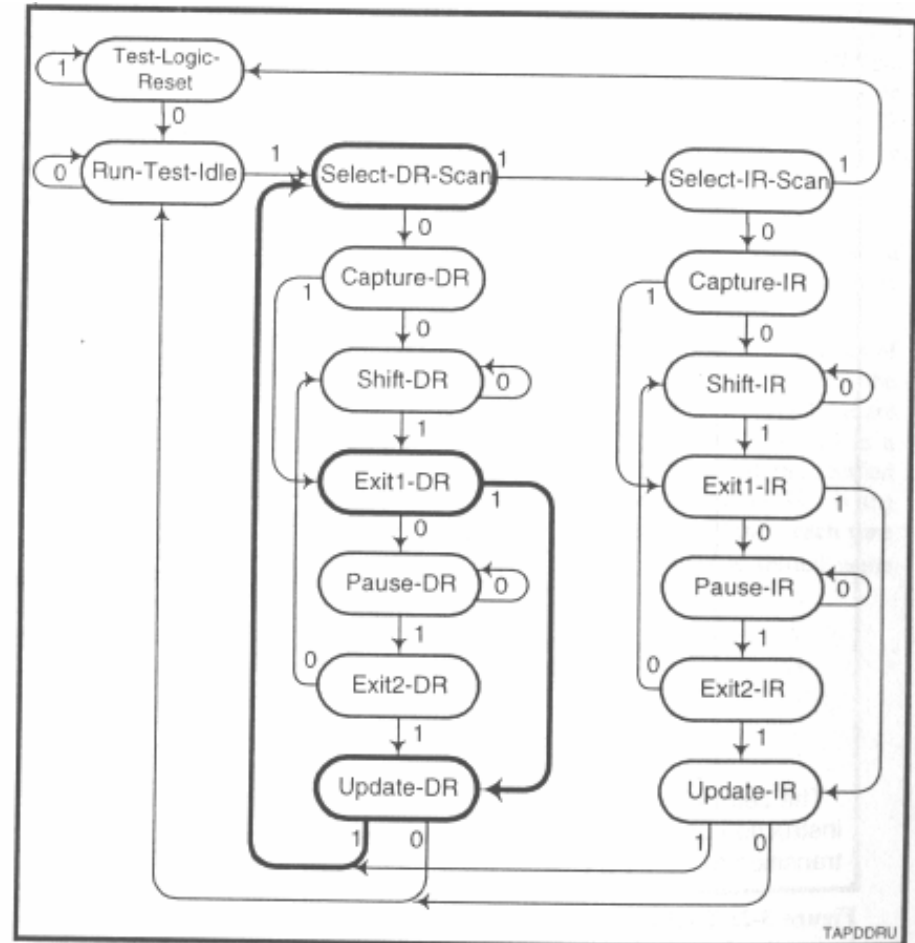 Test-Logic-
Reset
1
0
Run-Test-Idle
0
1
Select-DR-Scan
1
Select-IR-Scan
1
0
0
Capture-DR
1
Capture-IR
1
0
0
Shift-DR
0
Shift-IR
0
1
1
Exit1-DR
1
Exit1-IR
1
0
0
Pause-DR
0
Pause-IR
0
1
1
0
Exit2-DR
0
Exit2-IR
1
1
Update-DR
Update-IR
1
0
1
0
TAPDDRU